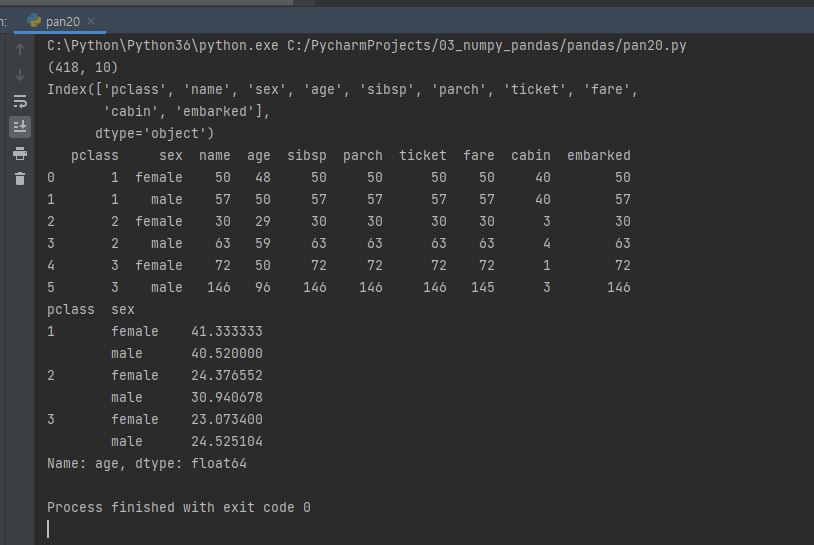 n:
pan20
C:\Python\Python36\python.exe C:/PycharmProjects/03_numpy_pandas/pandas/pan20.py
(418, 10)
Index(['pclass', 'name', 'sex', 'age', 'sibsp', 'parch', 'ticket', 'fare',
       'cabin', 'embarked'],
      dtype='object')
   pclass     sex  name  age  sibsp  parch  ticket  fare  cabin  embarked
0       1  female    50   48     50     50      50    50     40        50
1       1    male    57   50     57     57      57    57     40        57
2       2  female    30   29     30     30      30    30      3        30
3       2    male    63   59     63     63      63    63      4        63
4       3  female    72   50     72     72      72    72      1        72
5       3    male   146   96    146    146     146   145      3       146
pclass  sex
1       female    41.333333
        male      40.520000
2       female    24.376552
        male      30.940678
3       female    23.073400
        male      24.525104
Name: age, dtype: float64
Process finished with exit code 0